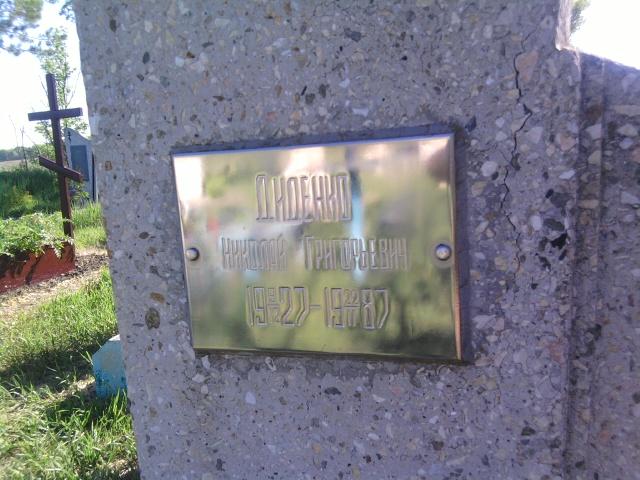 Диденко
Николай Григорьевич
1927-1987